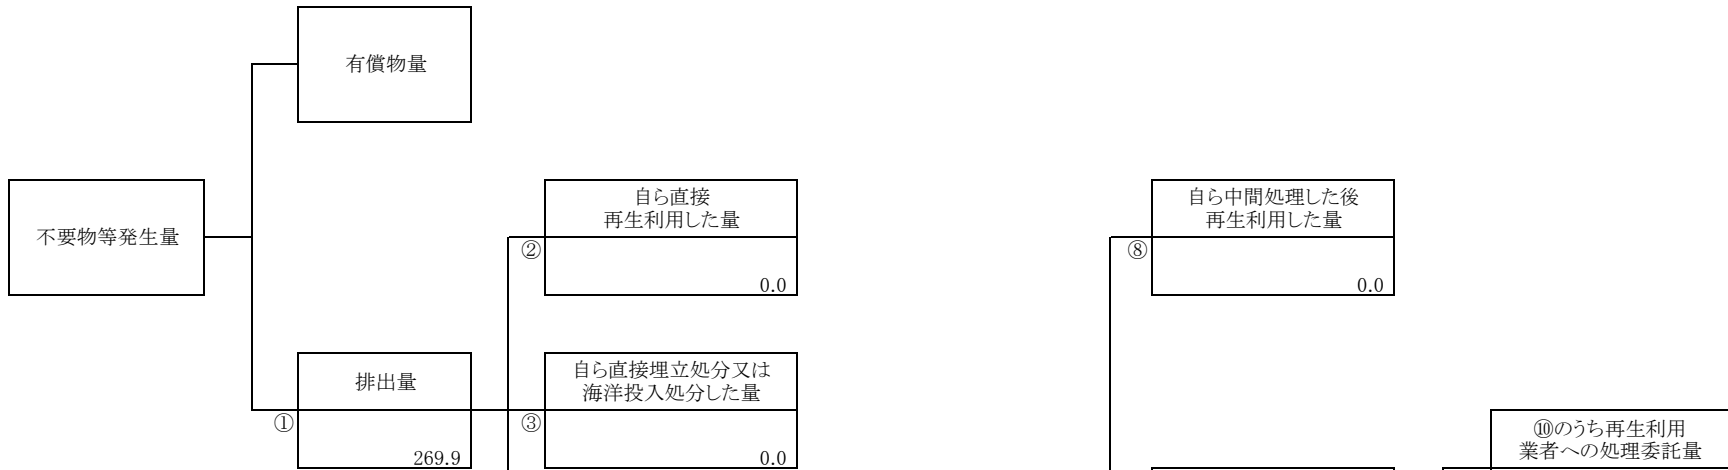 有償物量
不要物等発生量
自ら直接
再生利用した量
②
0.0
自ら中間処理した後
再生利用した量
⑧
0.0
排出量
①
269.9
自ら直接埋立処分又は
海洋投入処分した量
③
0.0
⑩のうち再生利用
業者への処理委託量